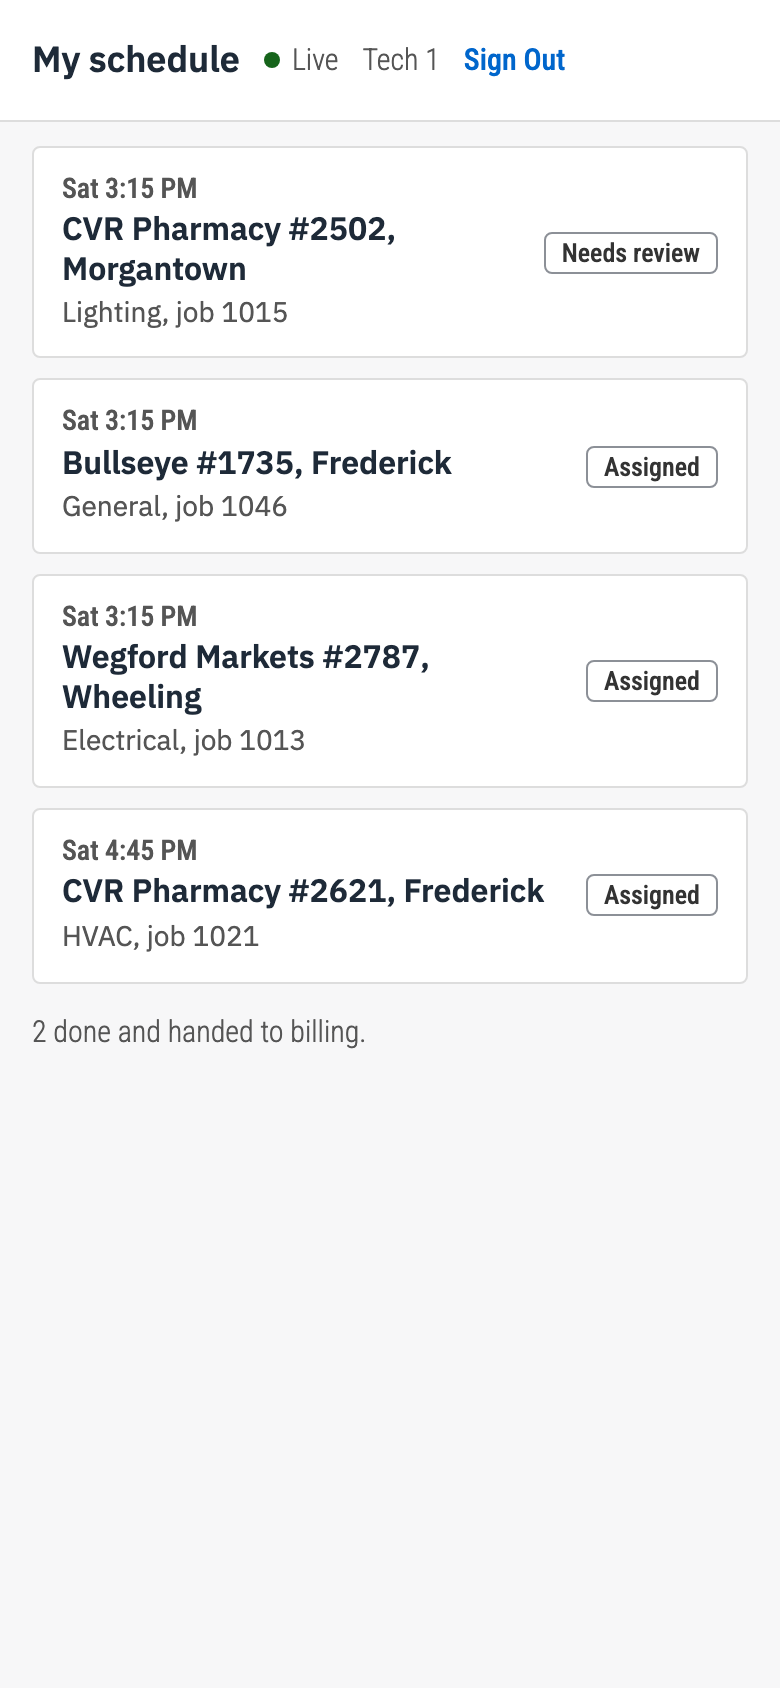 My schedule Live Tech 1 Sign Out
Sat 3:15 PM
CVR Pharmacy #2502,
Morgantown
Needs review
Lighting, job 1015
Sat 3:15 PM
Bullseye #1735, Frederick
Assigned
General, job 1046
Sat 3:15 PM
Wegford Markets #2787,
Wheeling
Assigned
Electrical, job 1013
Sat 4:45 PM
CVR Pharmacy #2621, Frederick
Assigned
HVAC, job 1021
2 done and handed to billing.